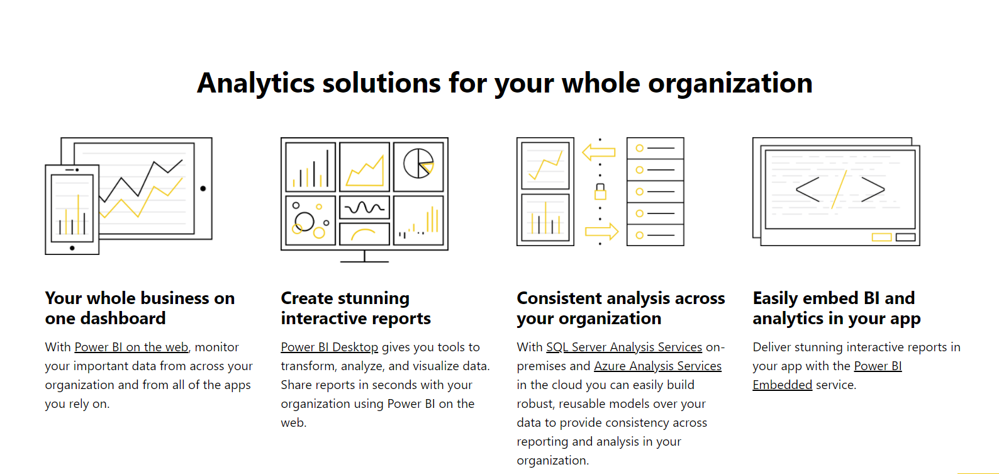 Analytics solutions for your whole organization
Your whole business on
one dashboard
With Power BI on the web, monitor
your important data from across your
organization and from all of the apps
you rely on.
Create stunning
interactive reports
Power BI Desktop gives you tools to
transform, analyze, and visualize data.
Share reports in seconds with your
organization using Power BI on the
web.
Consistent analysis across
your organization
With SQL Server Analysis Services on-
premises and Azure Analysis Services
in the cloud you can easily build
robust, reusable models over your
data to provide consistency across
reporting and analysis in your
organization.
Easily embed BI and
analytics in your app
Deliver stunning interactive reports in
your app with the Power BI
Embedded service.